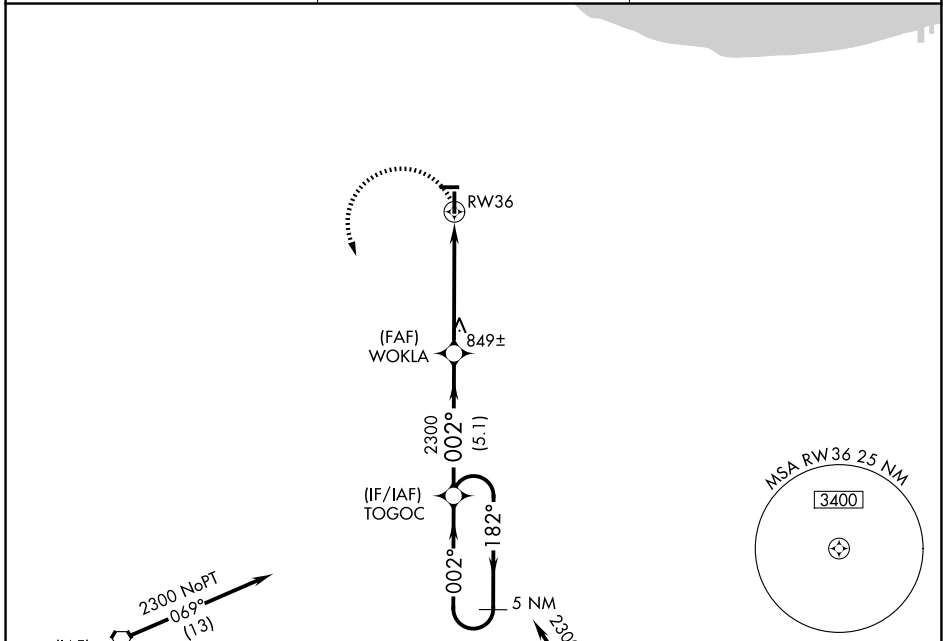 RW36
(FAF)
WOKLA
849±
2300
002°
(5.1)
MSA RW36 25 NM
3400
(IF/IAF)
TOGOC
182°
002°
5 NM
2300 NoPT
069°
(13)